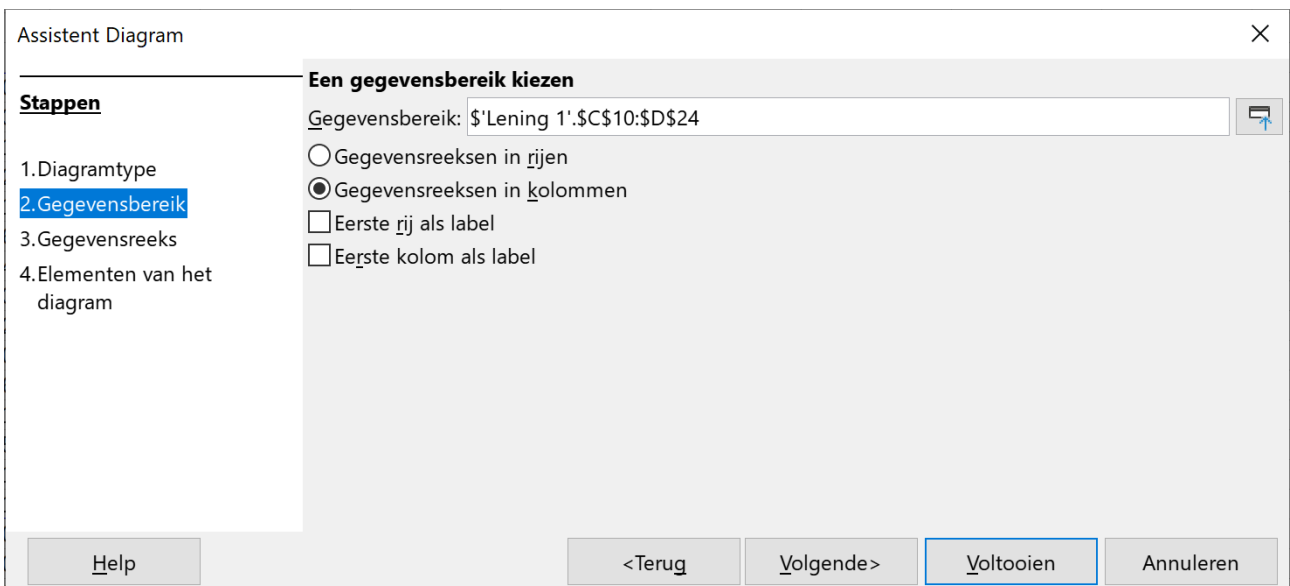 Assistent Diagram
Stappen
1.Diagramtype
2.Gegevensbereik
3.Gegevensreeks
4.Elementen van het
diagram
Een gegevensbereik kiezen
Gegevensbereik: $'Lening 1'.$C$10:$D$24
Gegevensreeksen in rijen
Gegevensreeksen in kolommen
Eerste rij als label
Eerste kolom als label
Help
<Terug
Volgende>
Voltooien
Annuleren